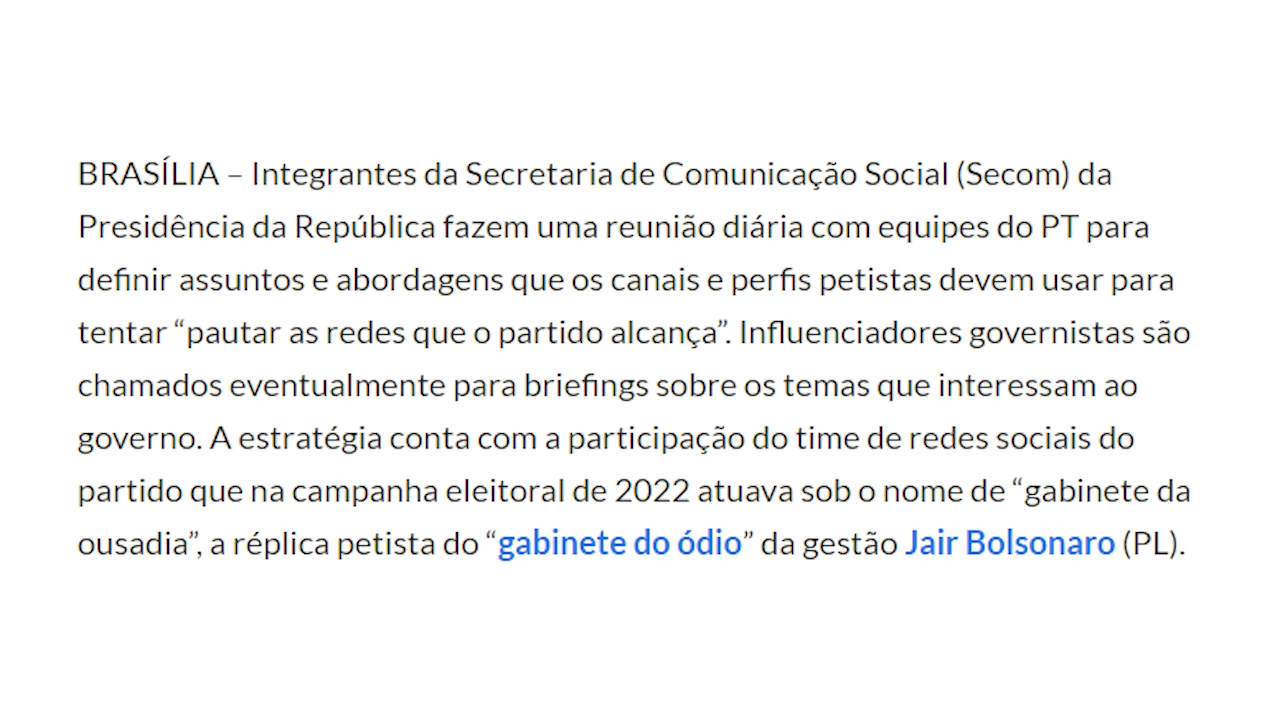 BRASÍLIA – Integrantes da Secretaria de Comunicação Social (Secom) da
Presidência da República fazem uma reunião diária com equipes do PT para
definir assuntos e abordagens que os canais e perfis petistas devem usar para
tentar “pautar as redes que o partido alcança”. Influenciadores governistas são
chamados eventualmente para briefings sobre os temas que interessam ao
governo. A estratégia conta com a participação do time de redes sociais do
partido que na campanha eleitoral de 2022 atuava sob o nome de “gabinete da
ousadia”, a réplica petista do “gabinete do ódio” da gestão Jair Bolsonaro (PL).